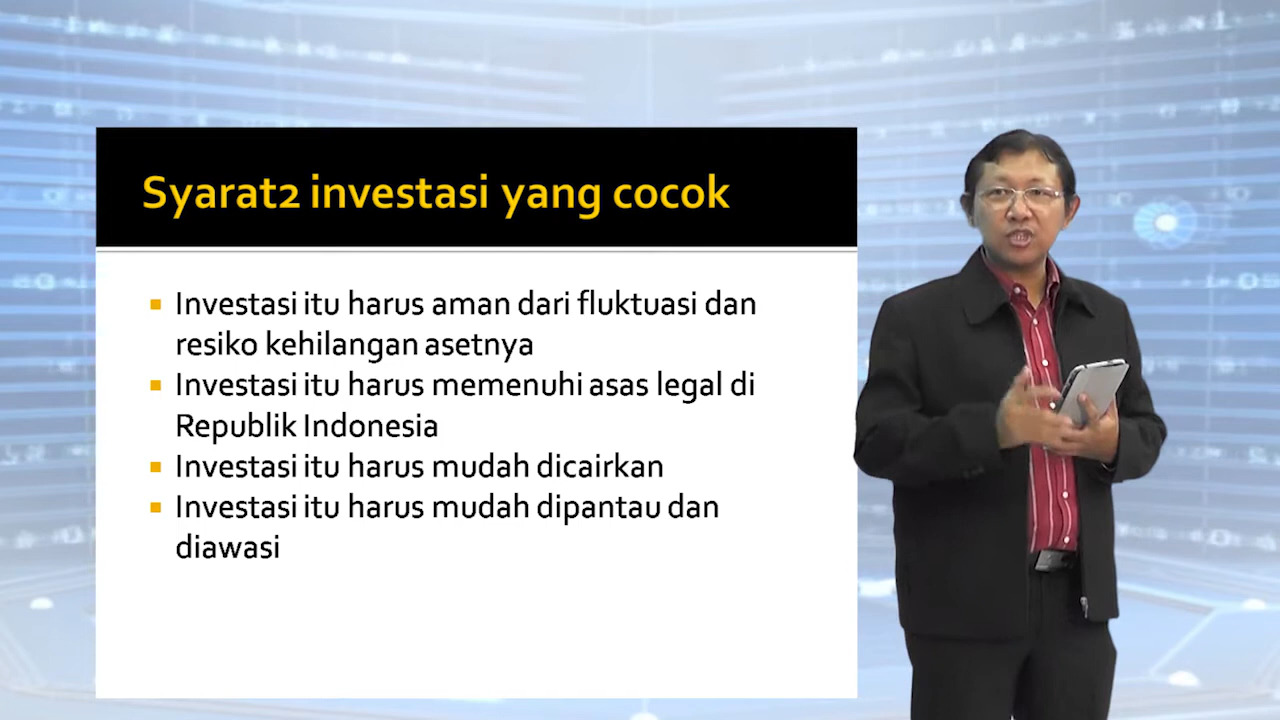 Syarat2 investasi yang cocok
Investasi itu harus aman dari fluktuasi dan
resiko kehilangan asetnya
Investasi itu harus memenuhi asas legal di
Republik Indonesia
Investasi itu harus mudah dicairkan
Investasi itu harus mudah dipantau dan
diawasi